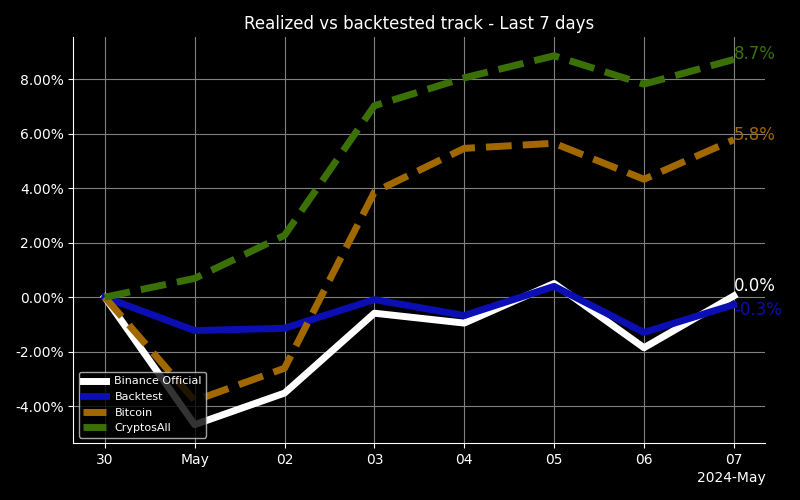 Realized vs backtested track - Last 7 days
8.00%
6.00%
4.00%
2.00%
0.00%
-2.00%
-4.00%
8.7%
5.8%
0.0%
-0.3%
Binance Official
Backtest
Bitcoin
CryptosAll
30 May 02 03 04 05 06 07
2024-May